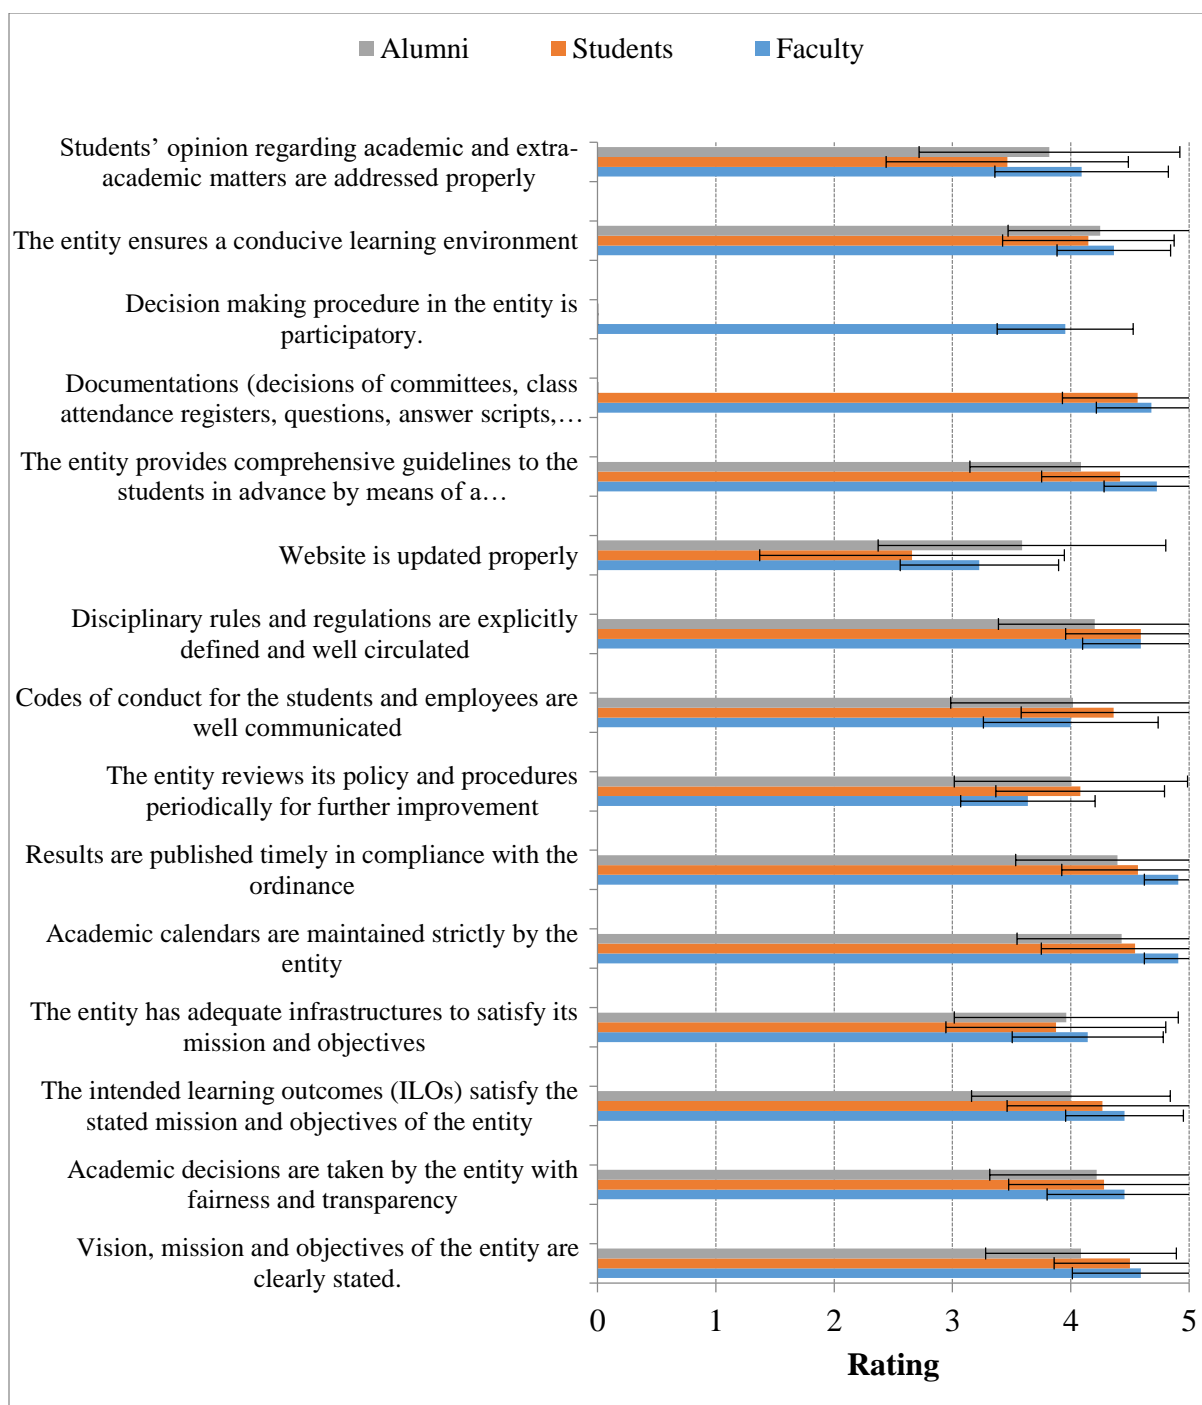 Alumni Students Faculty
Students’ opinion regarding academic and extra-
academic matters are addressed properly
The entity ensures a conducive learning environment
Decision making procedure in the entity is
participatory.
Documentations (decisions of committees, class
attendance registers, questions, answer scripts,…
The entity provides comprehensive guidelines to the
students in advance by means of a…
Website is updated properly
Disciplinary rules and regulations are explicitly
defined and well circulated
Codes of conduct for the students and employees are
well communicated
The entity reviews its policy and procedures
periodically for further improvement
Results are published timely in compliance with the
ordinance
Academic calendars are maintained strictly by the
entity
The entity has adequate infrastructures to satisfy its
mission and objectives
The intended learning outcomes (ILOs) satisfy the
stated mission and objectives of the entity
Academic decisions are taken by the entity with
fairness and transparency
Vision, mission and objectives of the entity are
clearly stated.
0 1 2 3 4 5
Rating